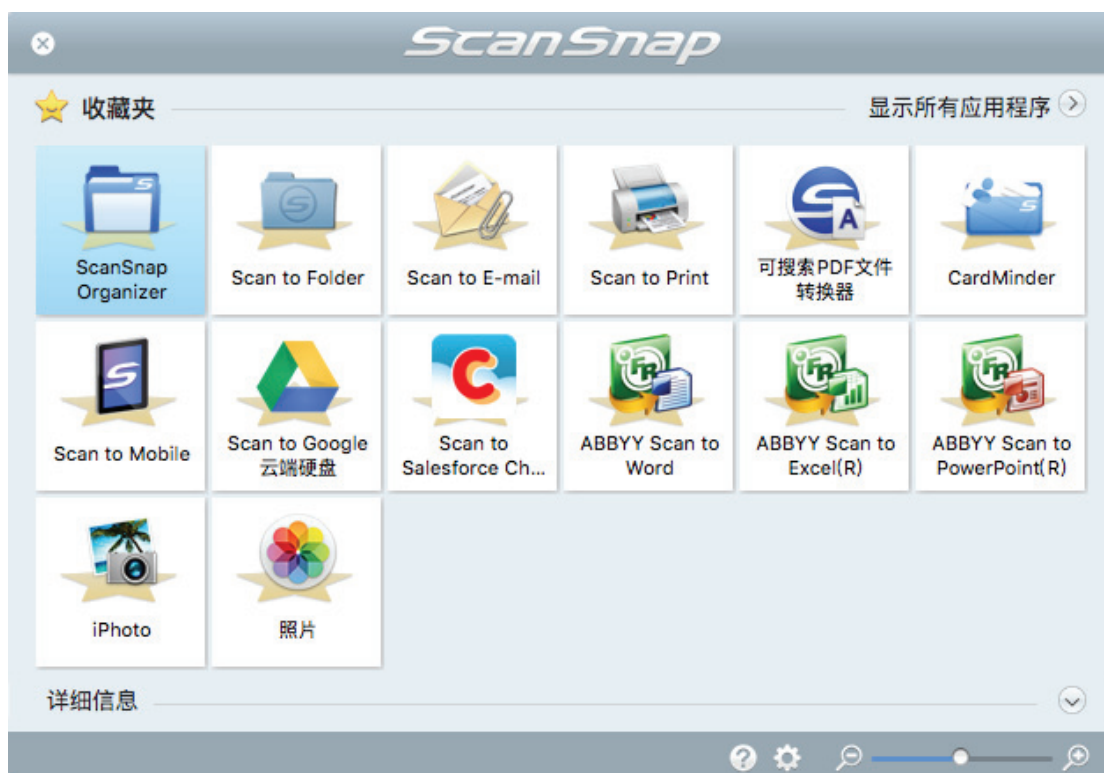 ScanSnap
收藏夹
显示所有应用程序
ScanSnap
Organizer
Scan to Folder
Scan to E-mail
Scan to Print
可搜索PDF文件
转换器
CardMinder
Scan to Mobile
Scan to Google
云端硬盘
Scan to
Salesforce Ch...
ABBYY Scan to
Word
ABBYY Scan to
Excel(R)
ABBYY Scan to
PowerPoint(R)
iPhoto
照片
详细信息